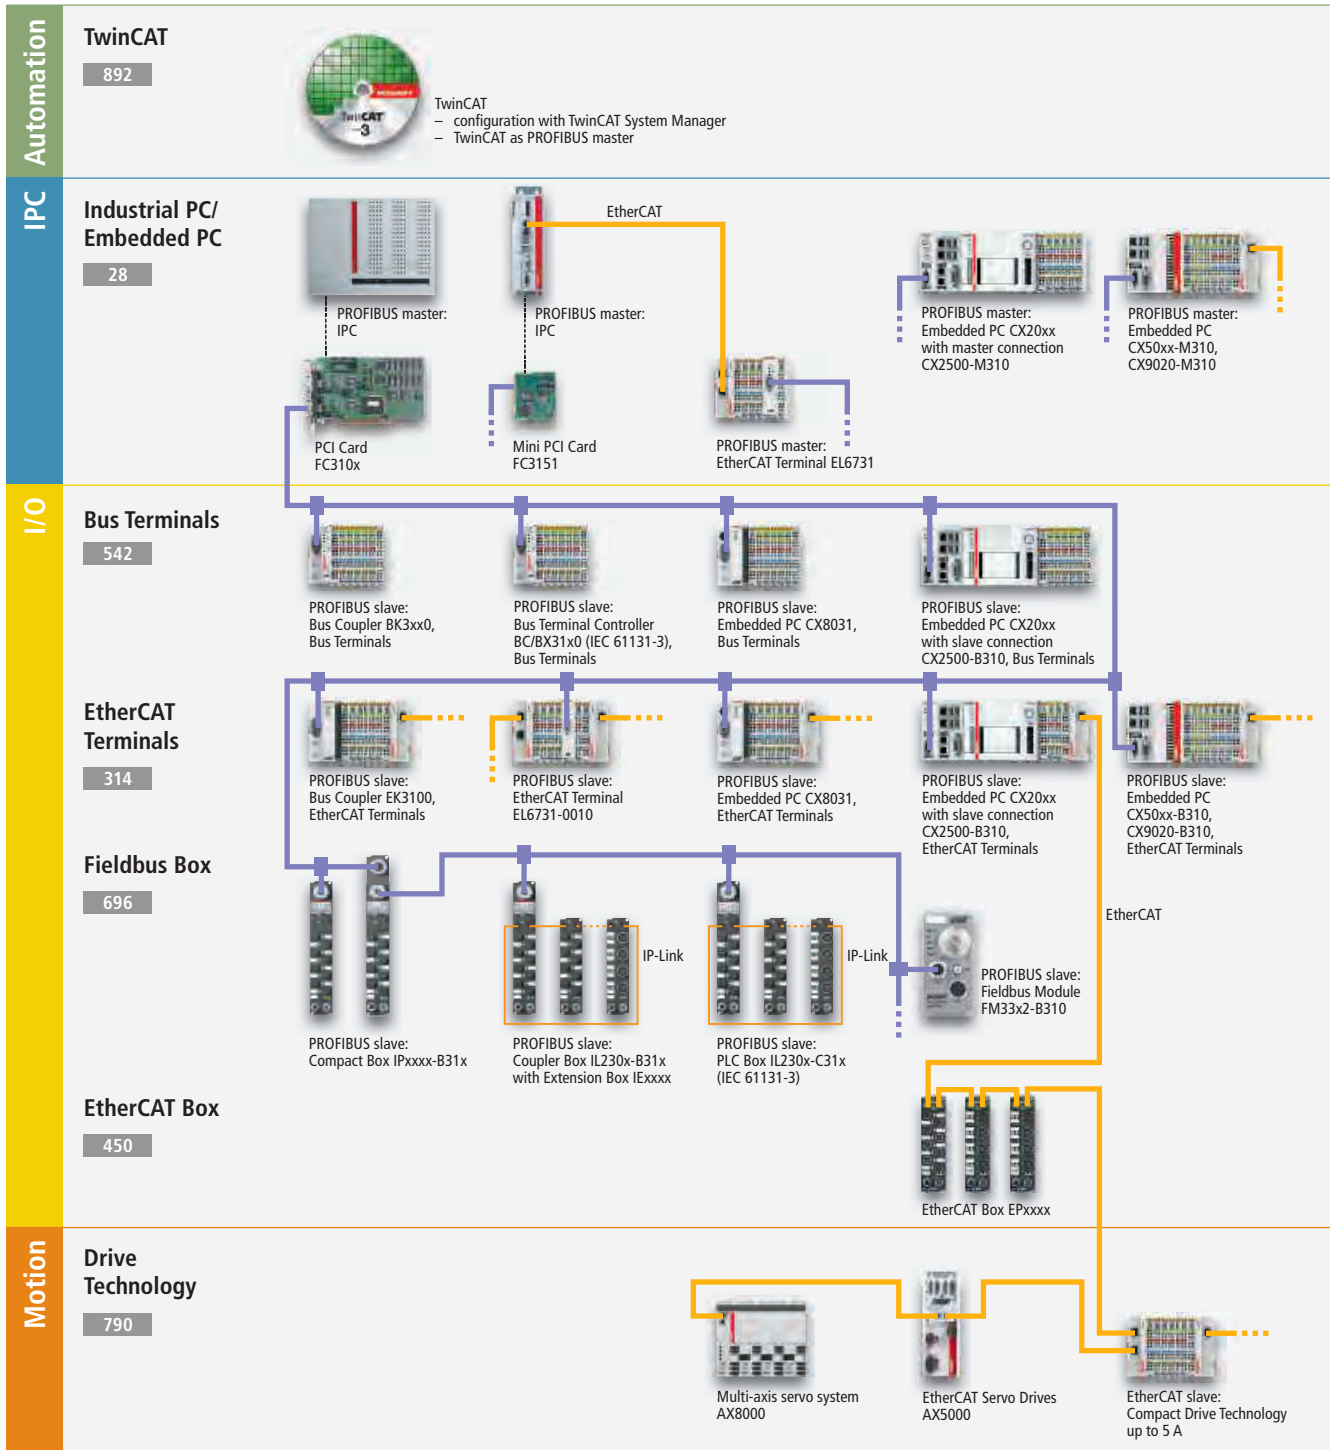 Automation
TwinCAT
892
TwinCAT
3
TwinCAT
– configuration with TwinCAT System Manager
– TwinCAT as PROFIBUS master
IPC
Industrial PC/
Embedded PC
28
EtherCAT
PROFIBUS master:
IPC
PROFIBUS master:
IPC
PROFIBUS master:
Embedded PC CX20xx
with master connection
CX2500-M310
PROFIBUS master:
Embedded PC
CX50xx-M310,
CX9020-M310
PCI Card
FC310x
Mini PCI Card
FC3151
PROFIBUS master:
EtherCAT Terminal EL6731
I/O
Bus Terminals
542
PROFIBUS slave:
Bus Coupler BK3xx0,
Bus Terminals
PROFIBUS slave:
Bus Terminal Controller
BC/BX31x0 (IEC 61131-3),
Bus Terminals
PROFIBUS slave:
Embedded PC CX8031,
Bus Terminals
PROFIBUS slave:
Embedded PC CX20xx
with slave connection
CX2500-B310, Bus Terminals
EtherCAT
Terminals
314
PROFIBUS slave:
Bus Coupler EK3100,
EtherCAT Terminals
PROFIBUS slave:
EtherCAT Terminal
EL6731-0010
PROFIBUS slave:
Embedded PC CX8031,
EtherCAT Terminals
PROFIBUS slave:
Embedded PC CX20xx
with slave connection
CX2500-B310,
EtherCAT Terminals
PROFIBUS slave:
Embedded PC
CX50xx-B310,
CX9020-B310,
EtherCAT Terminals
Fieldbus Box
696
IP-Link
IP-Link
EtherCAT
PROFIBUS slave:
Fieldbus Module
FM33x2-B310
PROFIBUS slave:
Compact Box IPxxxx-B31x
PROFIBUS slave:
Coupler Box IL230x-B31x
with Extension Box IExxxx
PROFIBUS slave:
PLC Box IL230x-C31x
(IEC 61131-3)
EtherCAT Box
450
EtherCAT Box EPxxxx
Motion
Drive
Technology
790
Multi-axis servo system
AX8000
EtherCAT Servo Drives
AX5000
EtherCAT slave:
Compact Drive Technology
up to 5 A